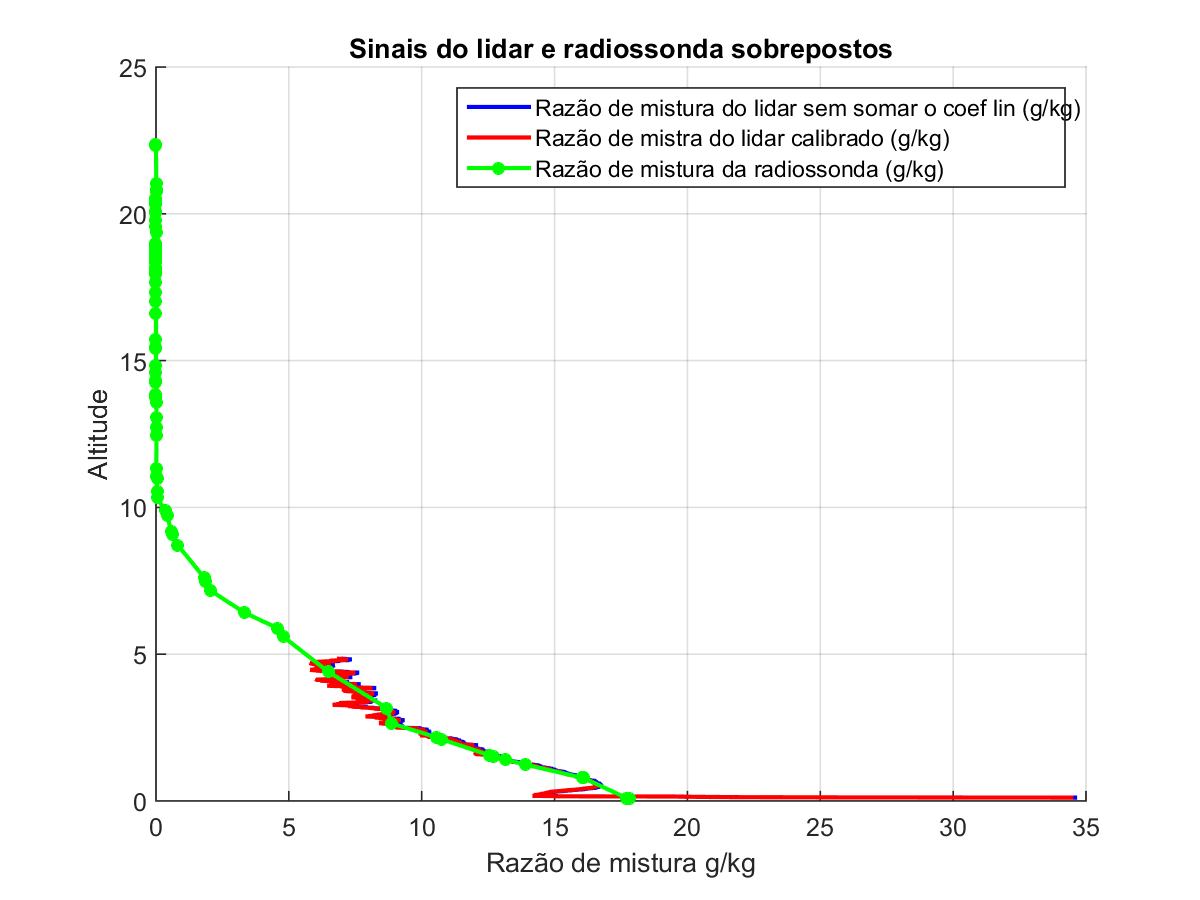 Sinais do lidar e radiossonda sobrepostos
25
Razão de mistura do lidar sem somar o coef lin (g/kg)
Razão de mistra do lidar calibrado (g/kg)
Razão de mistura da radiossonda (g/kg)
20
15
Altitude
10
5
0
0 5 10 15 20 25 30 35
Razão de mistura g/kg